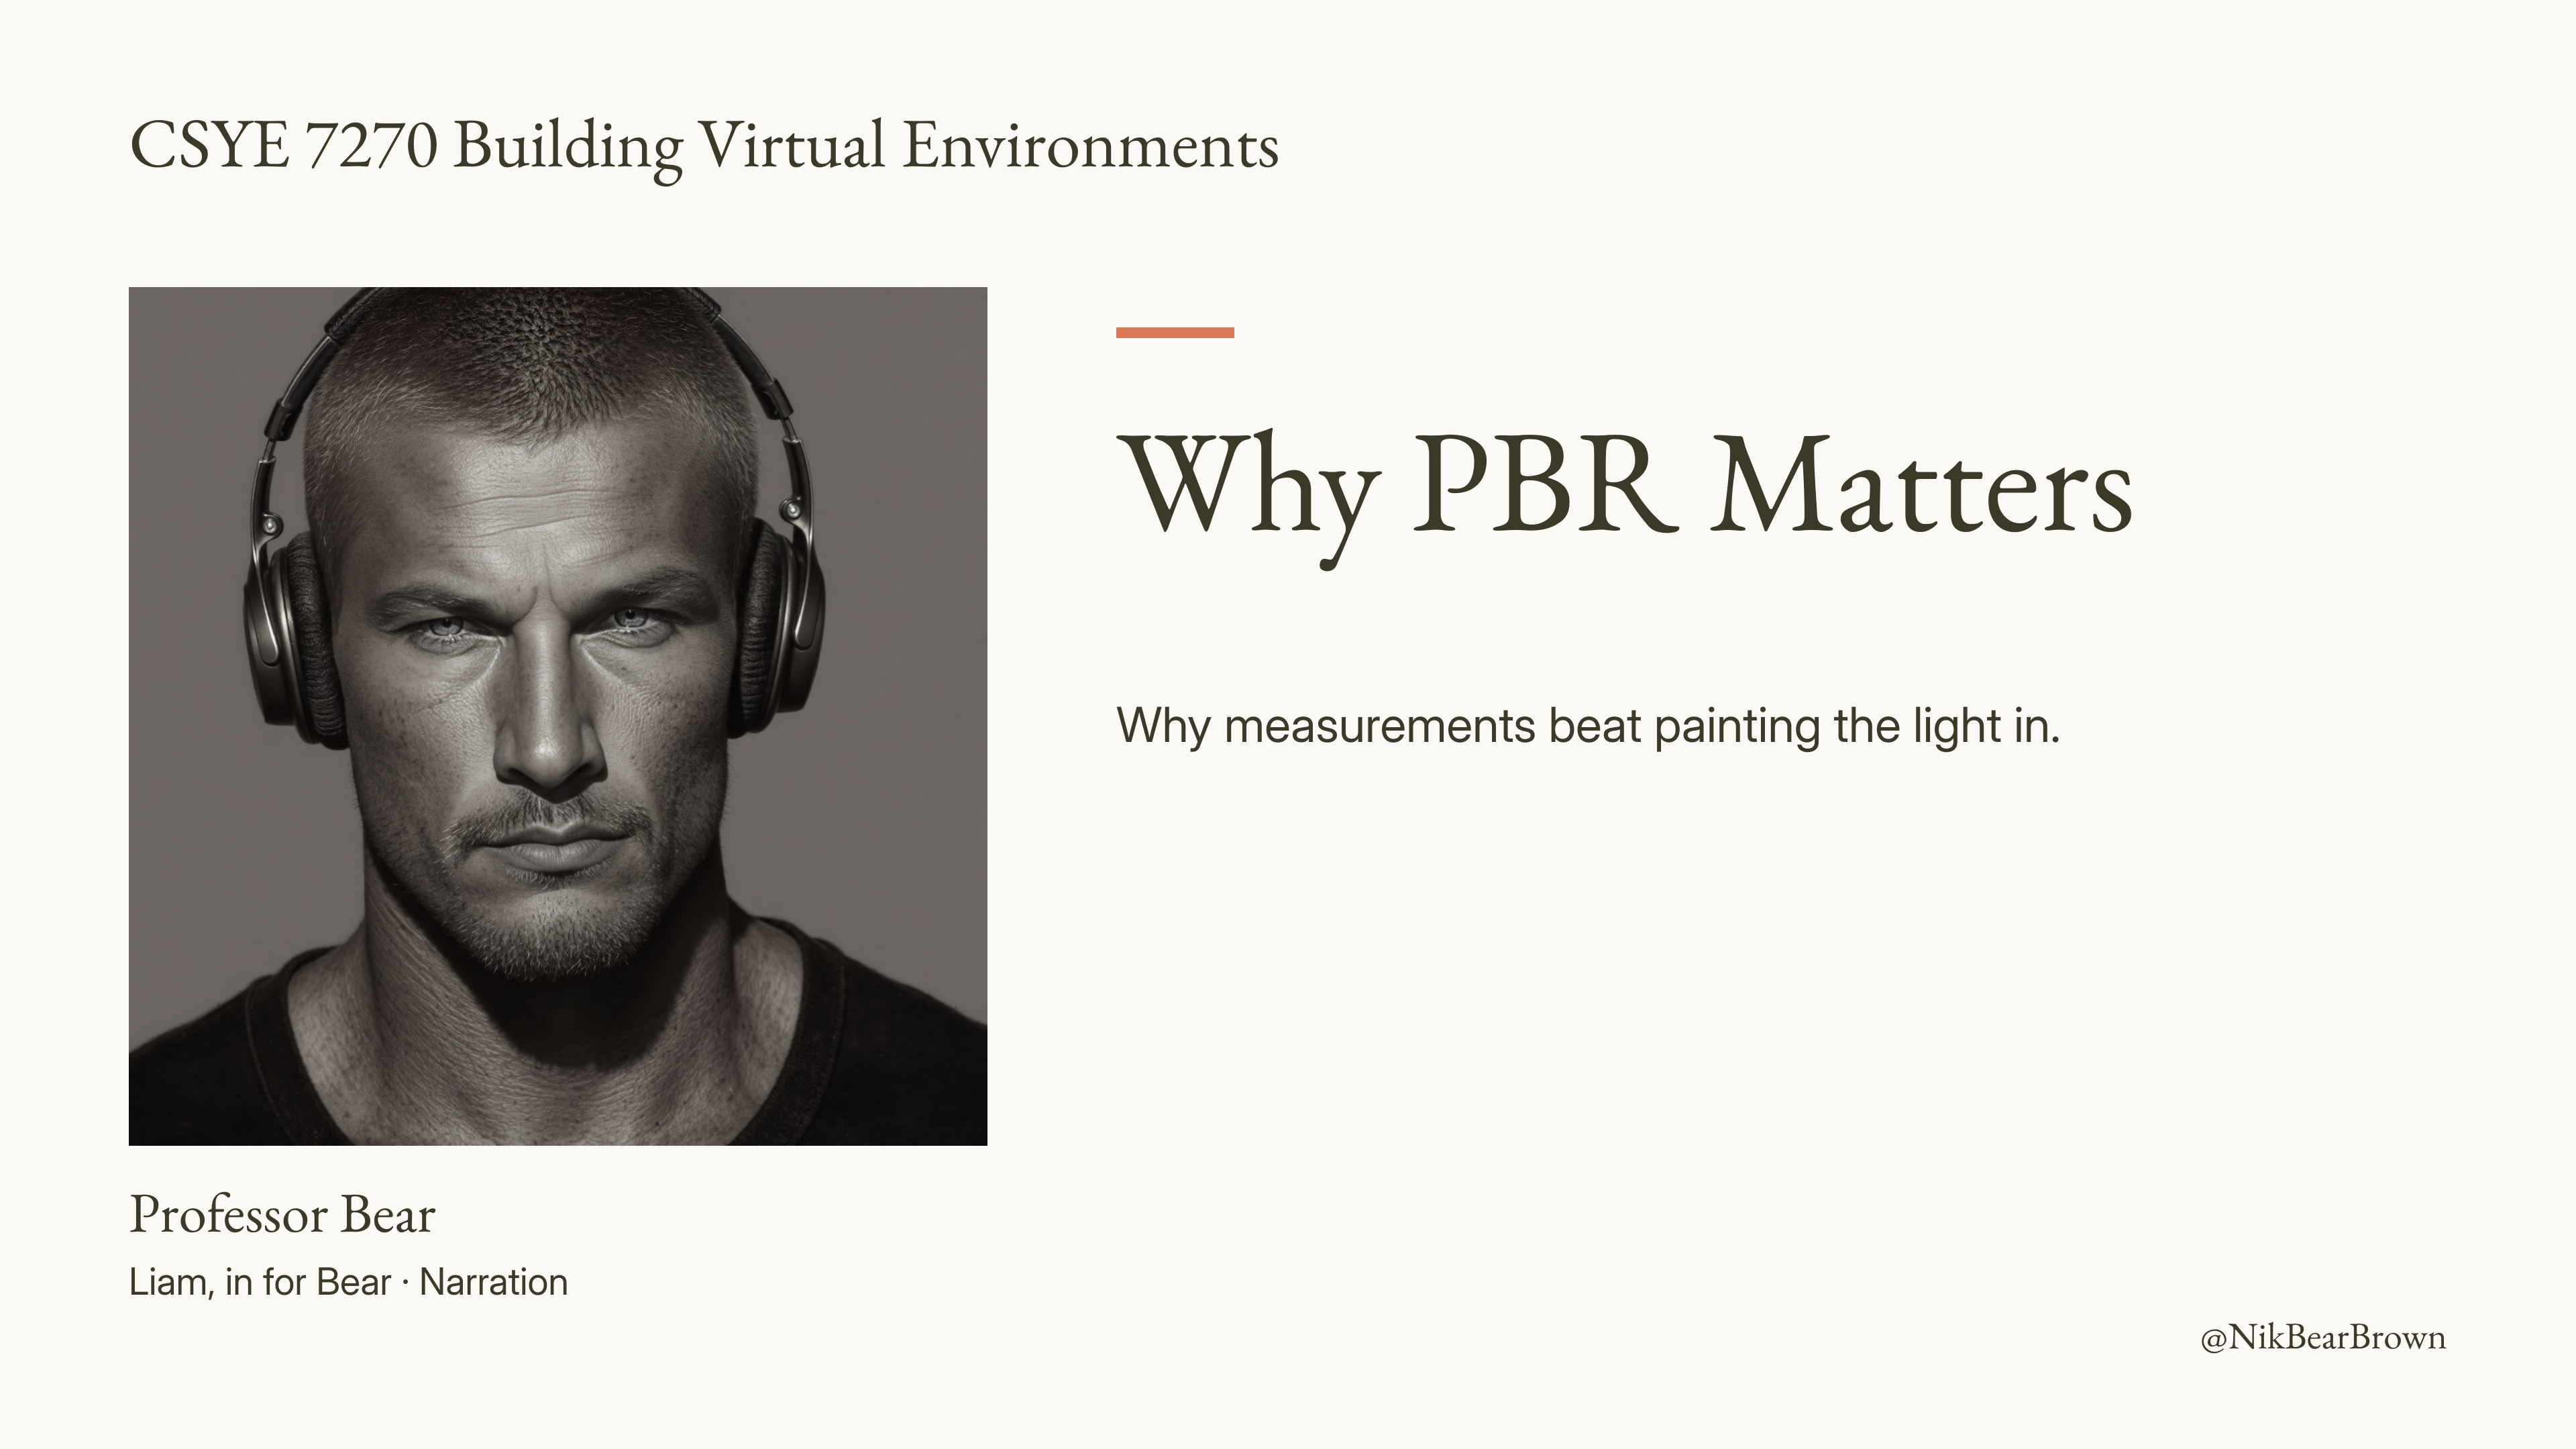 CSYE 7270 Building Virtual Environments
Why PBR Matters
Why measurements beat painting the light in.
Professor Bear
Liam, in for Bear · Narration
@NikBearBrown